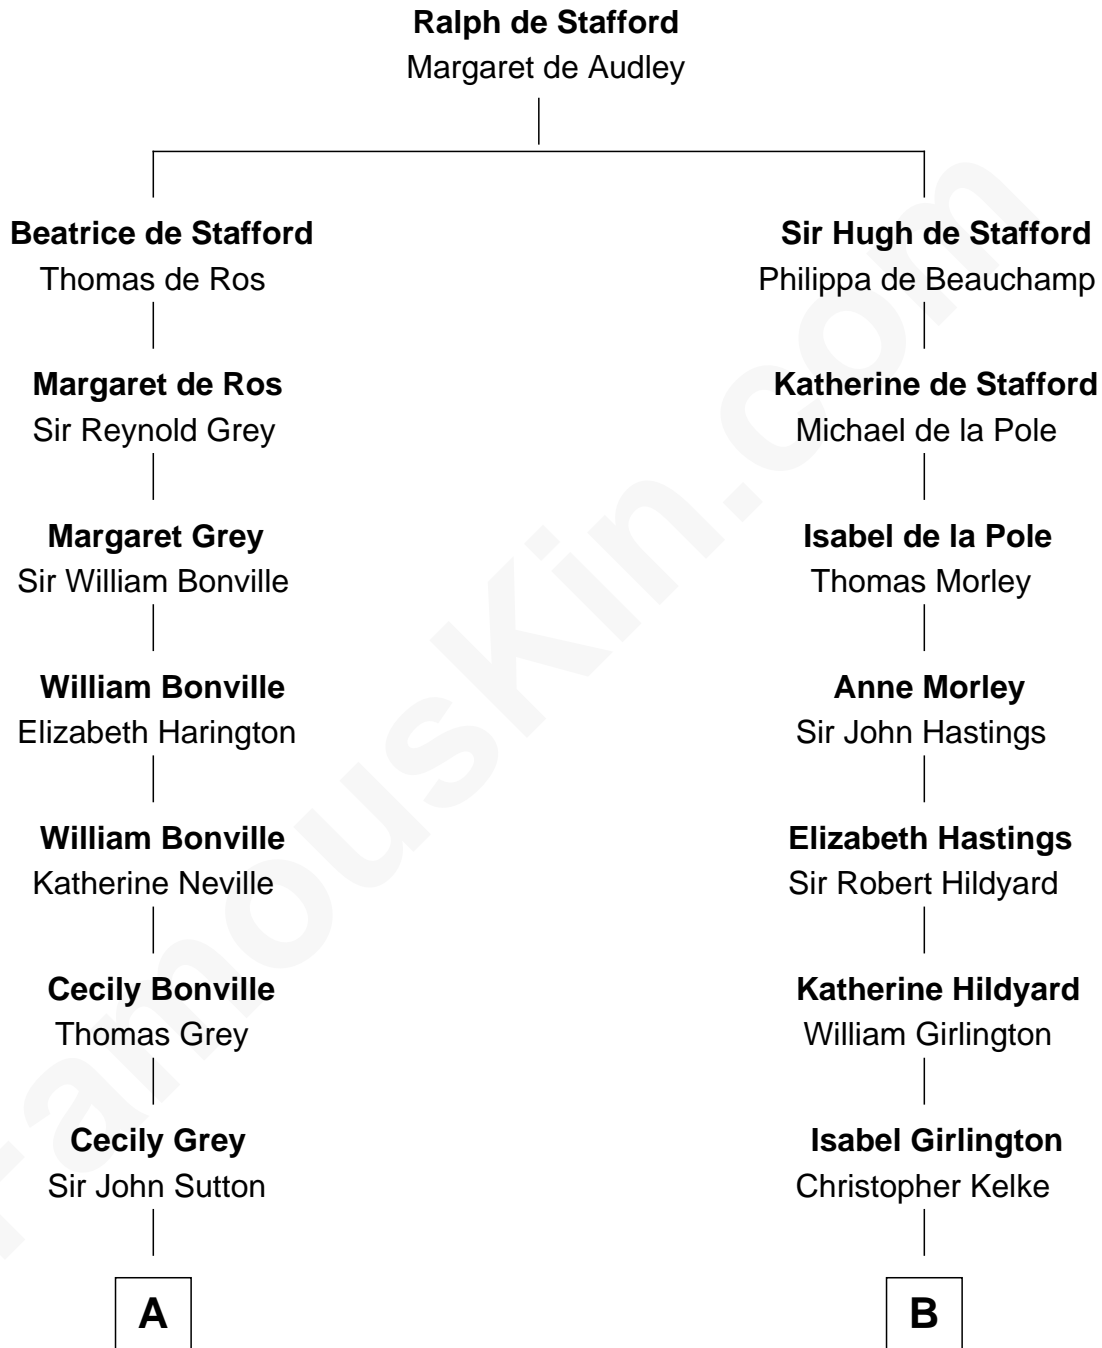 Ralph de Stafford
Margaret de Audley
Beatrice de Stafford
Thomas de Ros
Sir Hugh de Stafford
Philippa de Beauchamp
Margaret de Ros
Sir Reynold Grey
Katherine de Stafford
Michael de la Pole
Margaret Grey
Sir William Bonville
Isabel de la Pole
Thomas Morley
William Bonville
Elizabeth Harington
Anne Morley
Sir John Hastings
William Bonville
Katherine Neville
Elizabeth Hastings
Sir Robert Hildyard
Cecily Bonville
Thomas Grey
Katherine Hildyard
William Girlington
Cecily Grey
Sir John Sutton
Isabel Girlington
Christopher Kelke
A
B
FamousKin.com